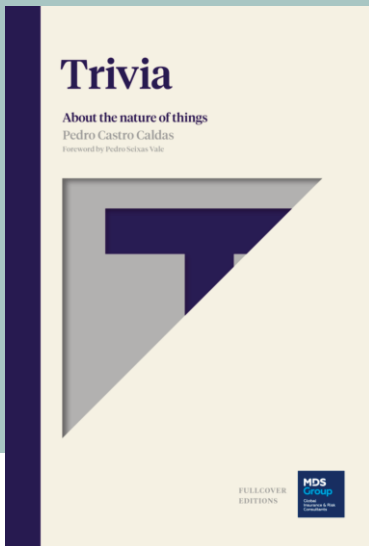 Trivia
About the nature of things
Pedro Castro Caldas
Foreword by Pedro Seixas Vale
FULLCOVER
EDITIONS
MDS
Group
Global
Insurance & Risk
Consultants